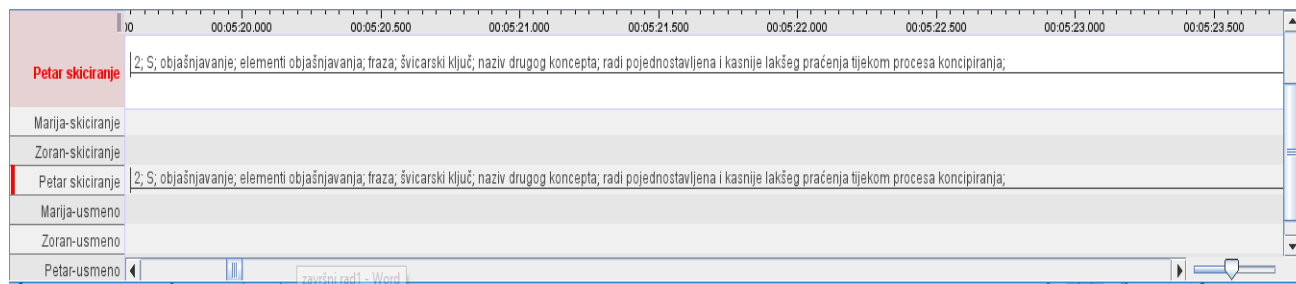 00 00:05:20.000 00:05:20.500 00:05:21.000 00:05:21.500 00:05:22.000 00:05:22.500 00:05:23.000 00:05:23.500
Petar skiciranje 2; S; objašnjavanje; elementi objašnjavanja; fraza; švicarski ključ; naziv drugog koncepta; radi pojednostavljena i kasnije lakšeg praćenja tijekom procesa koncipiranja;
Marija-skiciranje
Zoran-skiciranje
Petar skiciranje 2; S; objašnjavanje; elementi objašnjavanja; fraza; švicarski ključ; naziv drugog koncepta; radi pojednostavljena i kasnije lakšeg praćenja tijekom procesa koncipiranja;
Marija-usmeno
Zoran-usmeno
Petar-usmeno
završni rad1 - Word